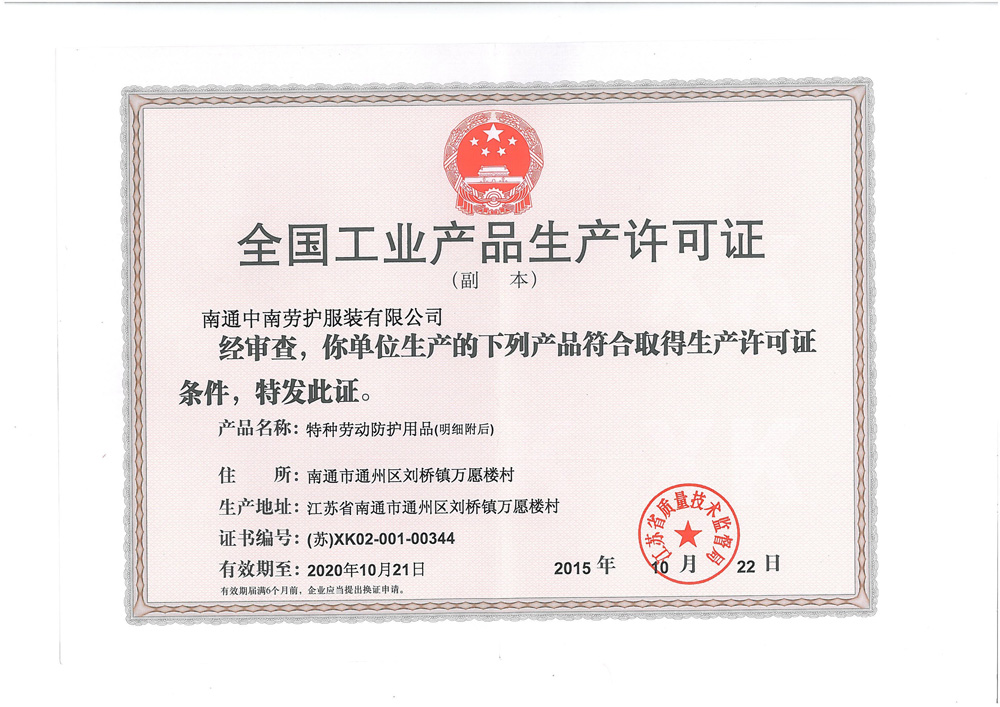 全国工业产品生产许可证
（副　本）
南通中南劳护服装有限公司
经审查，你单位生产的下列产品符合取得生产许可证
条件，特发此证。
产品名称：特种劳动防护用品(明细附后)
住　所：南通市通州区刘桥镇万愿楼村
生产地址：江苏省南通市通州区刘桥镇万愿楼村
证书编号：(苏)XK02-001-00344
有效期至：2020年10月21日
2015 年 10 月 22 日
有效期届满6个月前，企业应当提出换证申请。
江苏省质量技术监督局